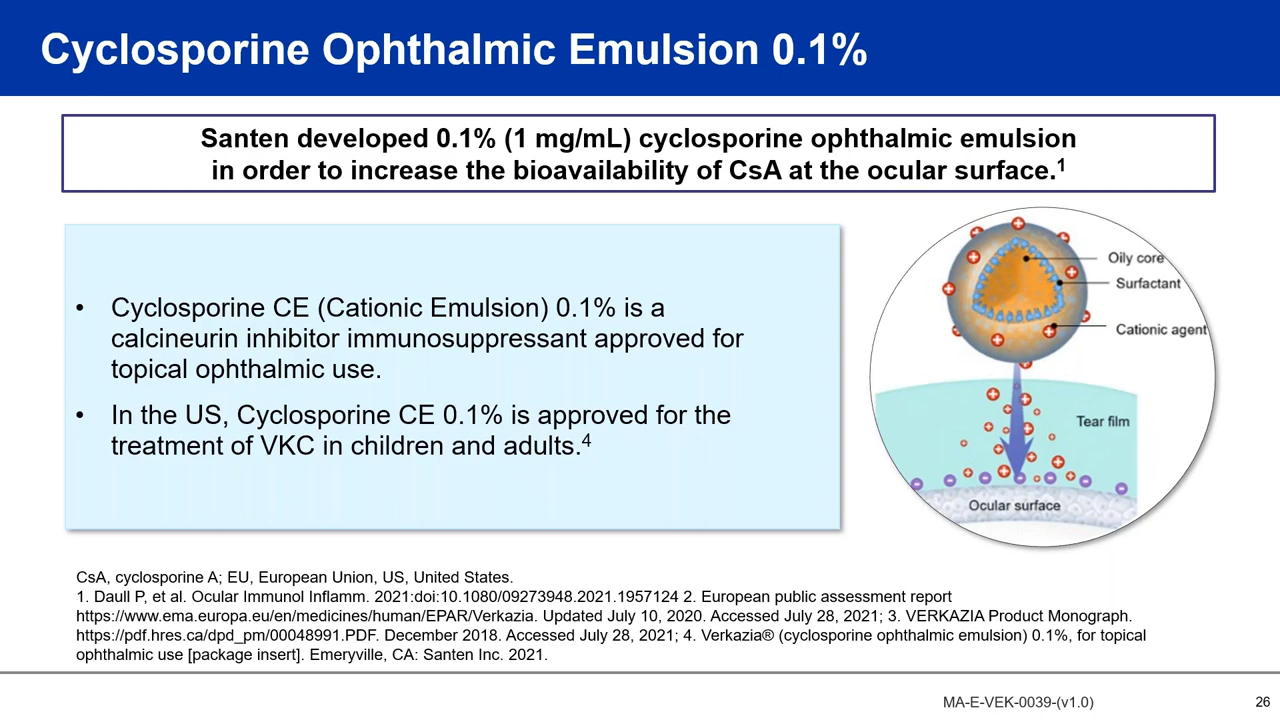 Cyclosporine Ophthalmic Emulsion 0.1%
Santen developed 0.1% (1 mg/mL) cyclosporine ophthalmic emulsion
in order to increase the bioavailability of CsA at the ocular surface.1
• Cyclosporine CE (Cationic Emulsion) 0.1% is a
calcineurin inhibitor immunosuppressant approved for
topical ophthalmic use.
• In the US, Cyclosporine CE 0.1% is approved for the
treatment of VKC in children and adults.4
Oily core
Surfactant
Cationic agent
Tear film
Ocular surface
CsA, cyclosporine A; EU, European Union, US, United States.
1. Daull P, et al. Ocular Immunol Inflamm. 2021:doi:10.1080/09273948.2021.1957124 2. European public assessment report
https://www.ema.europa.eu/en/medicines/human/EPAR/Verkazia. Updated July 10, 2020. Accessed July 28, 2021; 3. VERKAZIA Product Monograph.
https://pdf.hres.ca/dpd_pm/00048991.PDF. December 2018. Accessed July 28, 2021; 4. Verkazia® (cyclosporine ophthalmic emulsion) 0.1%, for topical
ophthalmic use [package insert]. Emeryville, CA: Santen Inc. 2021.
MA-E-VEK-0039-(v1.0)
26